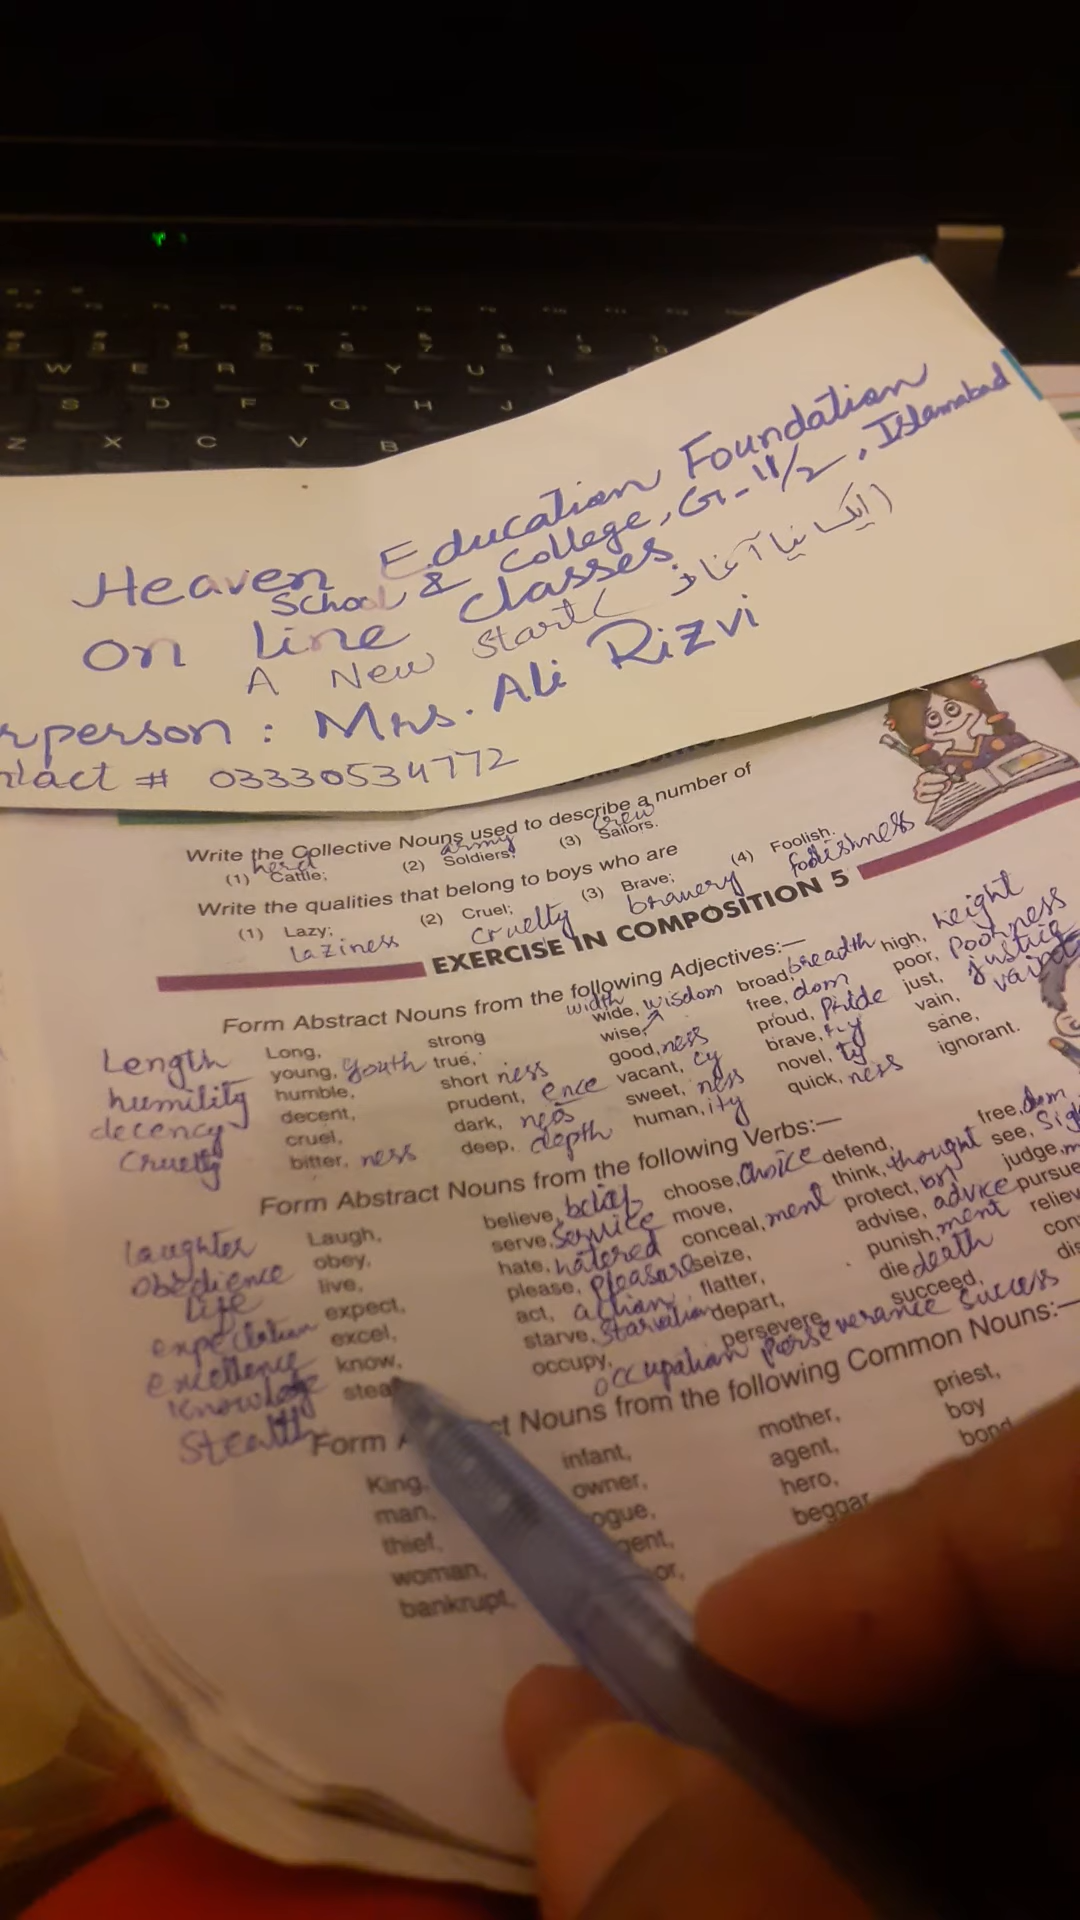 W E R T Y U I
S D F G H J
Z X C V B
Heaven Education Foundation
School & College, G-11/2, Islamabad
On line Classes.
A New Start (ایک نیا آغاز)
rperson : Mrs. Ali Rizvi
ntact # 03330534772
Write the Collective Nouns used to describe a number of
herd army crew
(1) Cattle; (2) Soldiers; (3) Sailors.
Write the qualities that belong to boys who are
(1) Lazy; (2) Cruel; (3) Brave; (4) Foolish.
laziness cruelty bravery foolishness
EXERCISE IN COMPOSITION 5
Form Abstract Nouns from the following Adjectives:—
Length Long, strong wide, width broad, breadth high, height
young, youth true, wise, wisdom free, dom poor, poorness
humility humble, short ness good, ness proud, pride just, justice
decency decent, prudent, ence vacant, cy brave, ry vain,
Cruelty cruel, dark, ness sweet, ness novel, ty sane,
bitter, ness deep, depth human, ity quick, ness ignorant.
Form Abstract Nouns from the following Verbs:—
laughter Laugh, believe, belief choose, choice defend, free, dom
obedience obey, serve, service move, think, thought see,
Life live, hate, hatered conceal, ment protect, judge,
expectation expect, please, pleasure seize, advise, advice pursue
excellence excel, act, action flatter, punish, ment
Knowledge know, starve, starvation depart, die death
Stealth stea occupy, occupation persevere, perseverance succeed, success
Form A ct Nouns from the following Common Nouns:—
King, infant, mother, priest,
man, owner, agent, boy
thief, ogue, hero, bond
woman, gent, beggar
bankrupt, or,